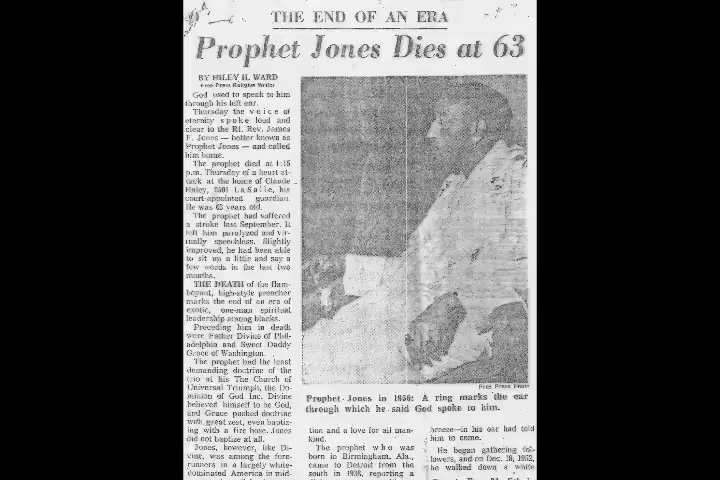 THE END OF AN ERA
Prophet Jones Dies at 63
BY HILEY H. WARD
Free Press Religion Writer
God used to speak to him
through his left ear.
Thursday the voice of
eternity spoke loud and
clear to the Rt. Rev. James
F. Jones — better known as
Prophet Jones — and called
him home.
The prophet died at 1:15
p.m. Thursday of a heart at-
tack at the home of Claude
Haley, LaSalle, his
court-appointed guardian.
He was 63 years old.
The prophet had suffered
a stroke last September. It
left him paralyzed and vir-
tually speechless. Slightly
improved, he had been able
to sit up a little and say a
few words in the last two
months.
THE DEATH of the flam-
boyant, high-style preacher
marks the end of an era of
exotic, one-man spiritual
leadership among blacks.
Preceding him in death
were Father Divine of Phil-
adelphia and Sweet Daddy
Grace of Washington.
The prophet had the least
demanding doctrine of the
trio at his The Church of
Universal Triumph, the Do-
minion of God Inc. Divine
believed himself to be God,
and Grace pushed doctrine
with great zest, even baptiz-
ing with a fire hose. Jones
did not baptize at all.
Jones, however, like Di-
vine, was among the fore-
runners in a largely white-
dominated America in mid-
Free Press Photo
Prophet Jones in 1956: A ring marks the ear
through which he said God spoke to him.
tion and a love for all man-
kind.
The prophet who was
born in Birmingham, Ala.,
came to Detroit from the
south in 1938, reporting a
breeze—in his ear had told
him to come.
He began gathering fol-
lowers, and on Dec. 1952,
he walked down a white